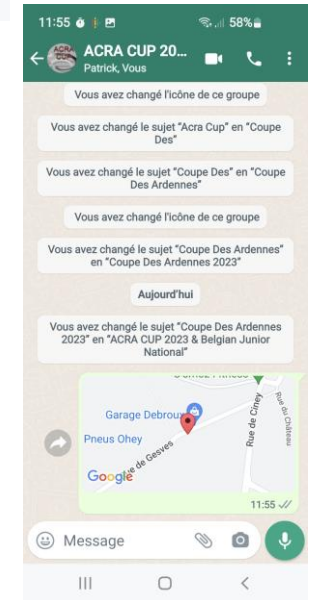 11:55 58%
ACRA CUP 20...
Patrick, Vous
Vous avez changé l'icône de ce groupe
Vous avez changé le sujet "Acra Cup" en "Coupe
Des"
Vous avez changé le sujet "Coupe Des" en "Coupe
Des Ardennes"
Vous avez changé l'icône de ce groupe
Vous avez changé le sujet "Coupe Des Ardennes"
en "Coupe Des Ardennes 2023"
Aujourd'hui
Vous avez changé le sujet "Coupe Des Ardennes
2023" en "ACRA CUP 2023 & Belgian Junior
National"
Garage Debroux
Pneus Ohey
Rue de Ciney
Rue du Château
de Gesves
Google
11:55
Message